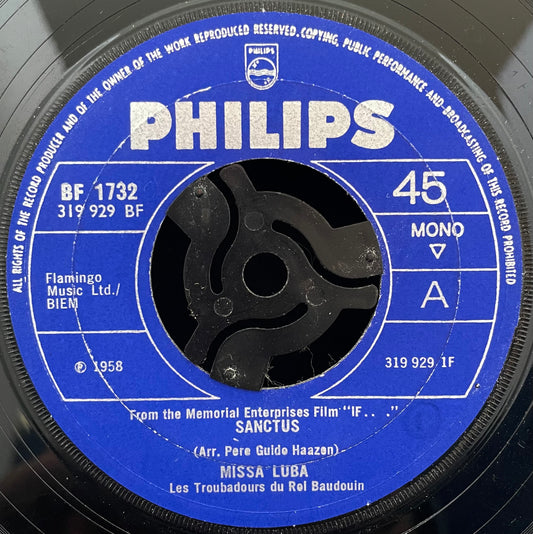 ALL RIGHTS OF THE RECORD PRODUCER AND OF THE OWNER OF THE WORK REPRODUCED RESERVED. COPYING, PUBLIC PERFORMANCE AND BROADCASTING OF THIS RECORD PROHIBITED
PHILIPS
PHILIPS
BF 1732
319 929 BF
45
MONO
Flamingo
Music Ltd./
BIEM
A
℗ 1958
319 929 1F
From the Memorial Enterprises Film "IF. . ."
SANCTUS
(Arr. Pere Guido Haazen)
MISSA LUBA
Les Troubadours du Roi Baudouin